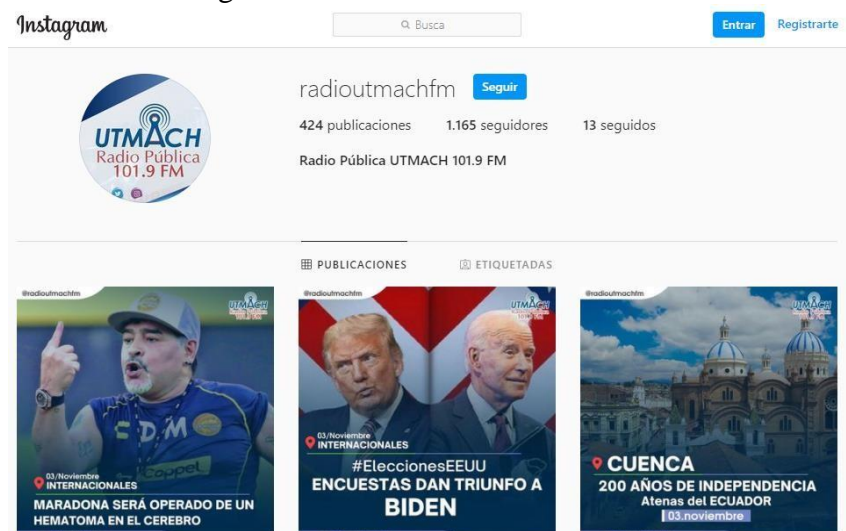 Instagram
Busca
Entrar
Registrarte
radioutmachfm
Seguir
424 publicaciones 1.165 seguidores 13 seguidos
Radio Pública UTMACH 101.9 FM
UTMACH
Radio Pública
101.9 FM
PUBLICACIONES
ETIQUETADAS
@radioutmachfm
UTMACH
03/Noviembre
INTERNACIONALES
MARADONA SERÁ OPERADO DE UN
HEMATOMA EN EL CEREBRO
CDM
Coppel
@radioutmachfm
UTMACH
03/Noviembre
INTERNACIONALES
#EleccionesEEUU
ENCUESTAS DAN TRIUNFO A
BIDEN
@radioutmachfm
UTMACH
CUENCA
200 AÑOS DE INDEPENDENCIA
Atenas del ECUADOR
03.noviembre